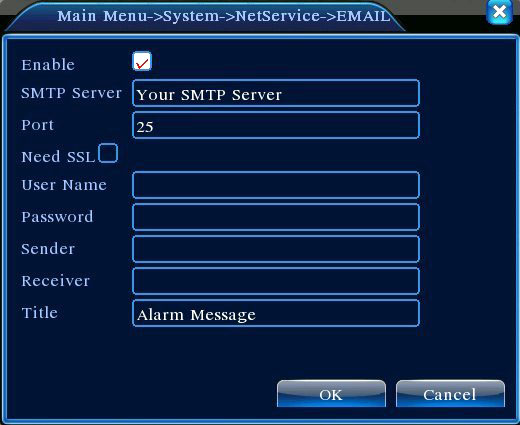 Main Menu->System->NetService->EMAIL
Enable
SMTP Server Your SMTP Server
Port 25
Need SSL
User Name
Password
Sender
Receiver
Title Alarm Message
OK Cancel